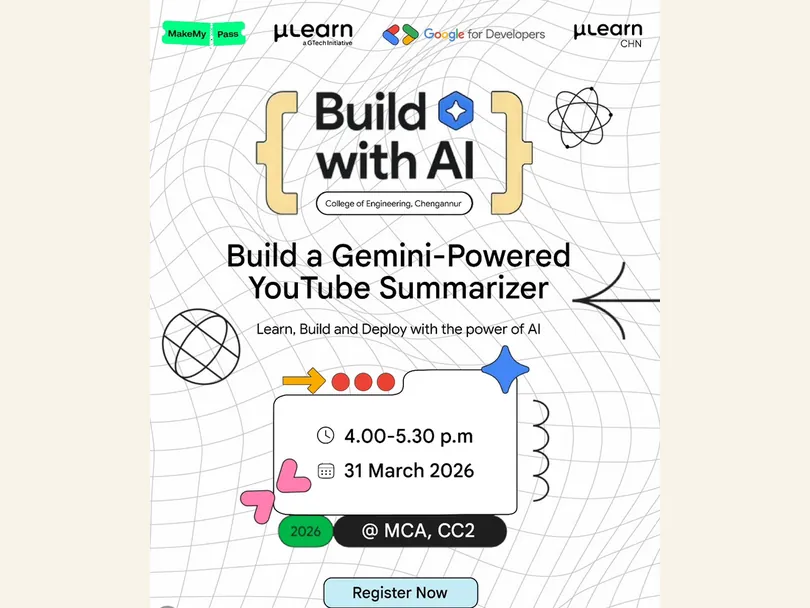 MakeMy Pass
µLearn
a GTech Initiative
Google for Developers
µLearn
CHN
Build
with AI
College of Engineering, Chengannur
Build a Gemini-Powered
YouTube Summarizer
Learn, Build and Deploy with the power of AI
4.00-5.30 p.m
31 March 2026
2026
@ MCA, CC2
Register Now